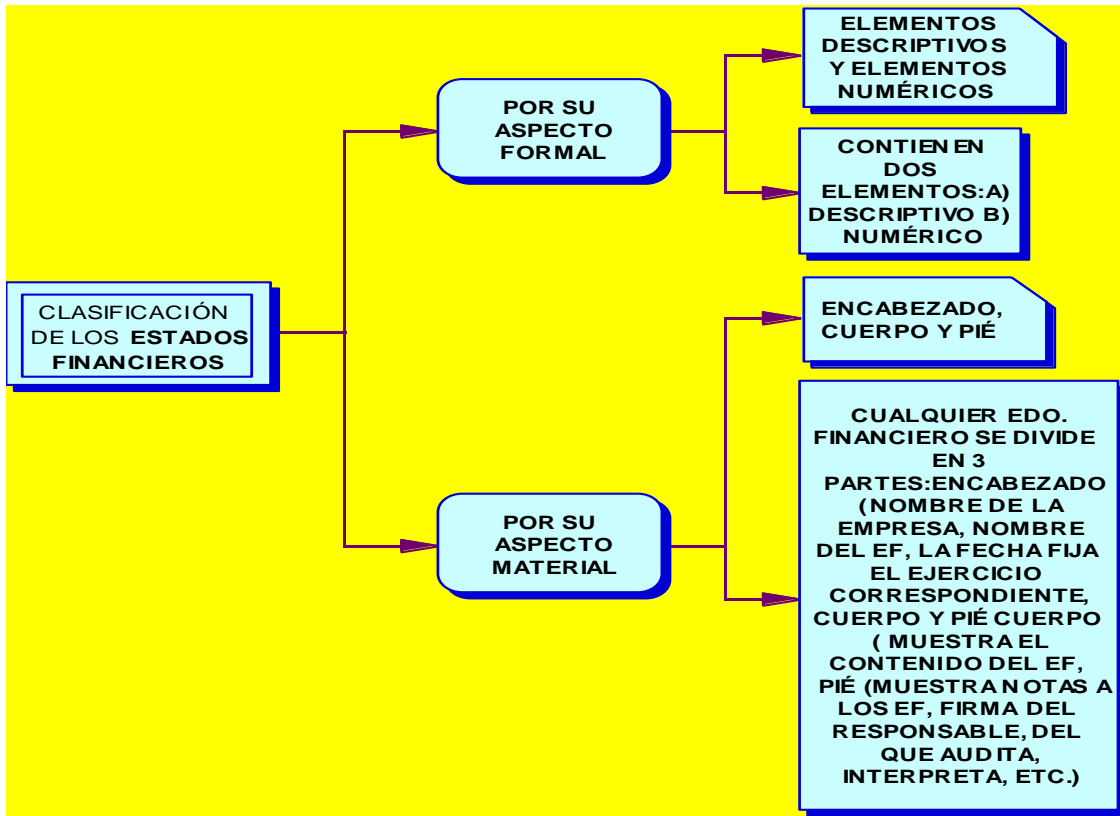 CLASIFICACIÓN
DE LOS ESTADOS
FINANCIEROS
POR SU
ASPECTO
FORMAL
ELEMENTOS
DESCRIPTIVOS
Y ELEMENTOS
NUMÉRICOS
CONTIENEN
DOS
ELEMENTOS:A)
DESCRIPTIVO B)
NUMÉRICO
POR SU
ASPECTO
MATERIAL
ENCABEZADO,
CUERPO Y PIÉ
CUALQUIER EDO.
FINANCIERO SE DIVIDE
EN 3
PARTES:ENCABEZADO
(NOMBRE DE LA
EMPRESA, NOMBRE
DEL EF, LA FECHA FIJA
EL EJERCICIO
CORRESPONDIENTE,
CUERPO Y PIÉ CUERPO
( MUESTRA EL
CONTENIDO DEL EF,
PIÉ (MUESTRA NOTAS A
LOS EF, FIRMA DEL
RESPONSABLE, DEL
QUE AUDITA,
INTERPRETA, ETC.)